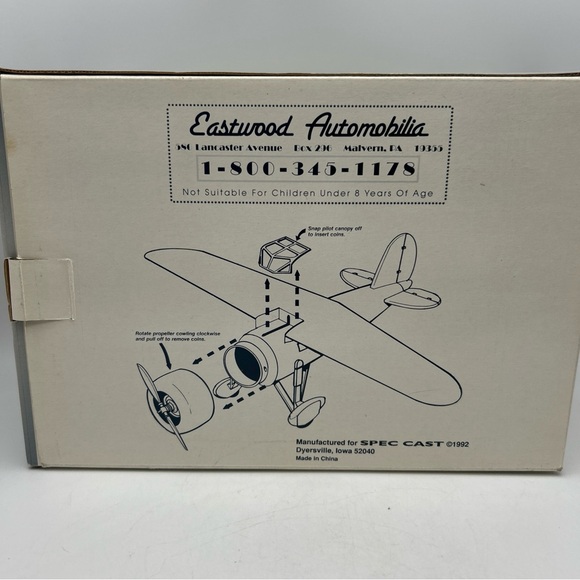 Eastwood Automobilia
580 Lancaster Avenue Box 296 Malvern, PA 19355
1-800-345-1178
Not Suitable For Children Under 8 Years Of Age
Snap pilot canopy off
to insert coins.
Rotate propeller cowling clockwise
and pull off to remove coins.
Manufactured for SPEC CAST ©1992
Dyersville, Iowa 52040
Made in China